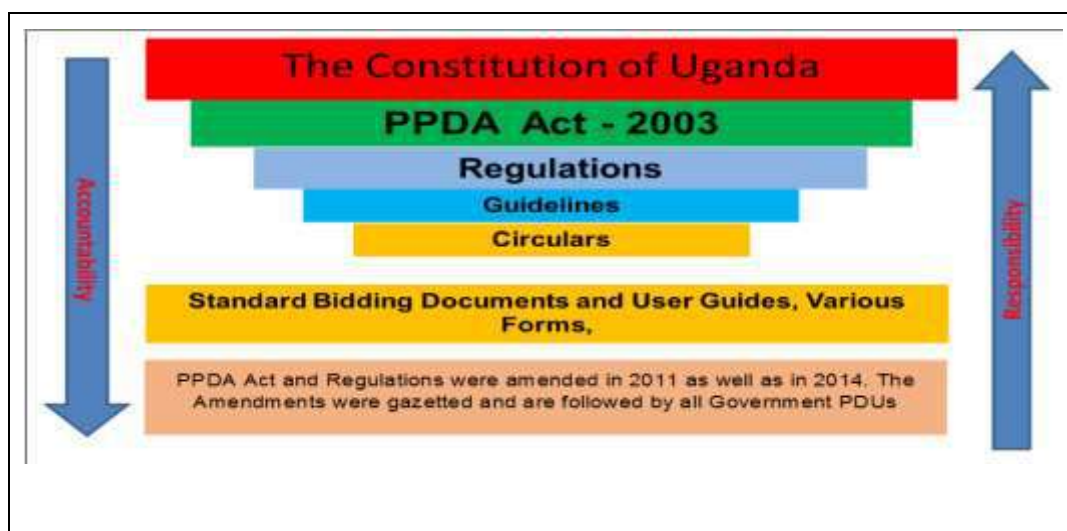 The Constitution of Uganda
PPDA Act - 2003
Regulations
Guidelines
Circulars
Accountability
Responsibility
Standard Bidding Documents and User Guides, Various
Forms,
PPDA Act and Regulations were amended in 2011 as well as in 2014. The
Amendments were gazetted and are followed by all Government PDUs